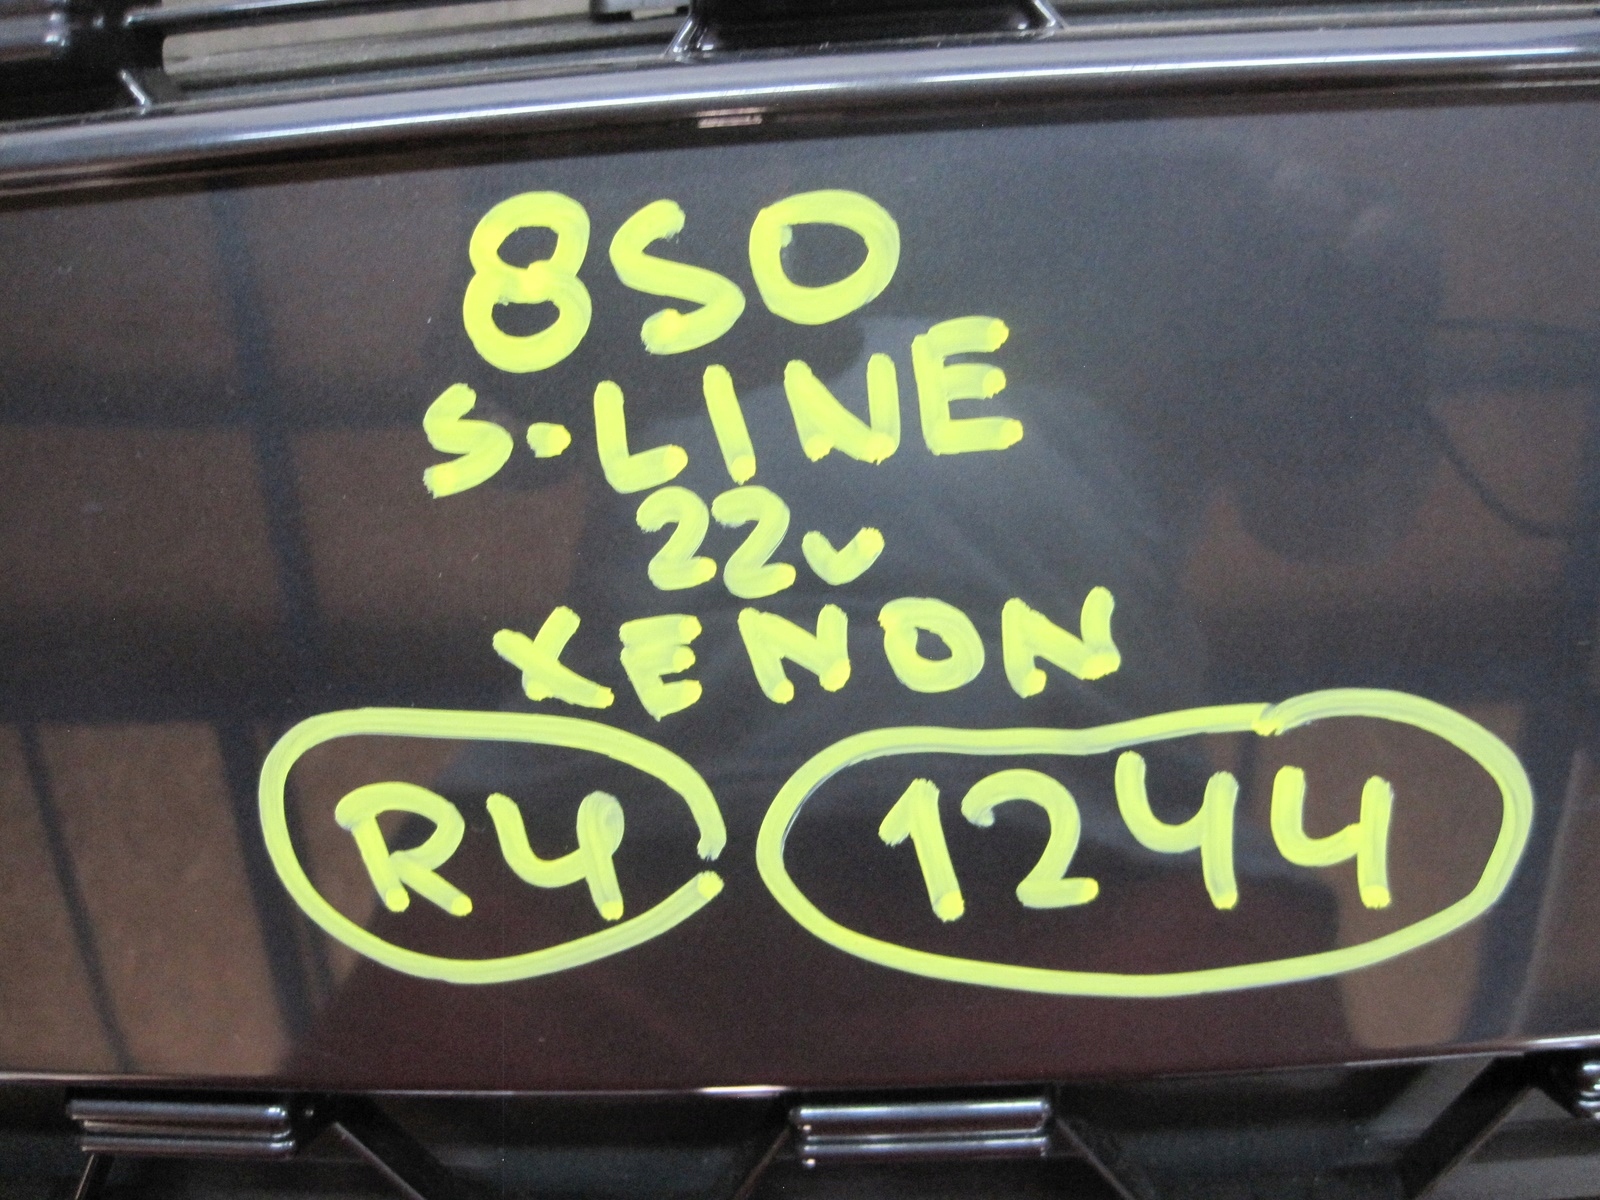 8S0
S-LINE
22v
XENON
R4 1244